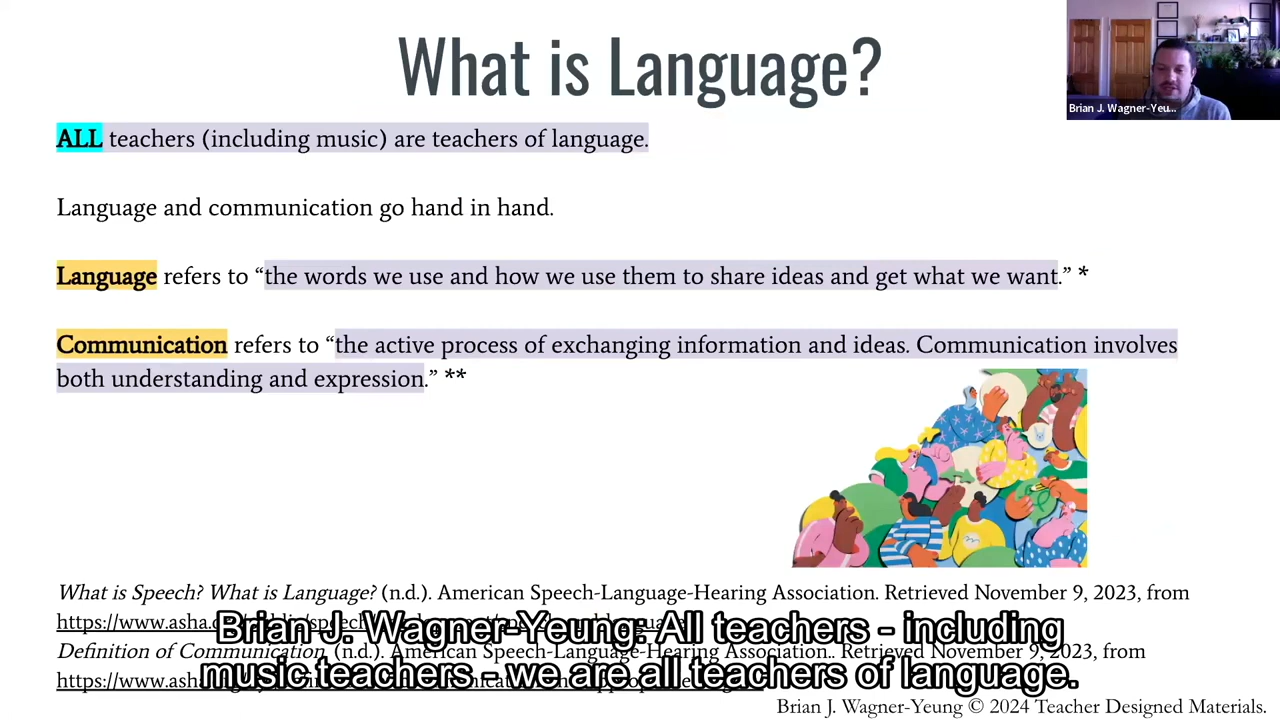 What is Language?
Brian J. Wagner-Yeu...
ALL teachers (including music) are teachers of language.
Language and communication go hand in hand.
Language refers to “the words we use and how we use them to share ideas and get what we want.” *
Communication refers to “the active process of exchanging information and ideas. Communication involves
both understanding and expression.” **
What is Speech? What is Language? (n.d.). American Speech-Language-Hearing Association. Retrieved November 9, 2023, from
https://www.asha.
Definition of Communication (n.d.). American Speech-Language-Hearing Association.. Retrieved November 9, 2023, from
Brian J. Wagner-Yeung: All teachers - including
music teachers - we are all teachers of language.
Brian J. Wagner-Yeung © 2024 Teacher Designed Materials.